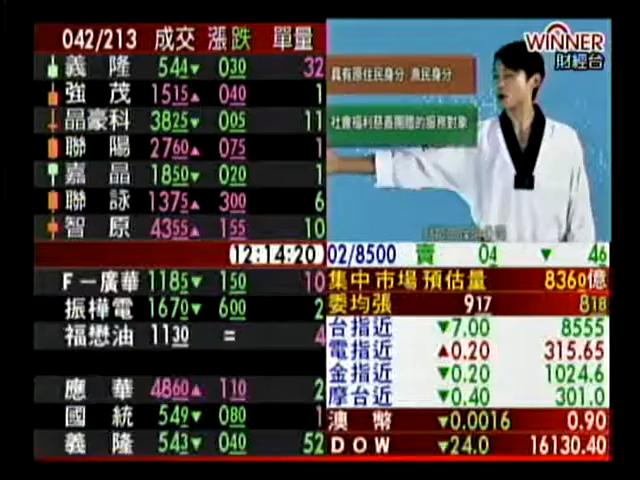 042/213 成交 漲跌 單量
義隆 544▼ 030 32
強茂 1515▲ 040 1
晶豪科 3825▼ 005 11
聯陽 2760▲ 075 1
嘉晶 1850▼ 020 1
聯詠 1375▲ 300 6
智原 4355▲ 155 10
WINNER
財經台
具有原住民身分 漁民身分
社會福利慈善團體的服務對象
12:14:20 02/8500 賣 04 ▼ 46
F－廣華 1185▼ 150 10
振樺電 1670▼ 600 2
福懋油 1130 = 4
應華 4860▲ 110 2
國統 549▼ 080 1
義隆 543▼ 040 52
集中市場預估量 8360億
委均張 917 818
台指近 ▼7.00 8555
電指近 ▲0.20 315.65
金指近 ▼0.20 1024.6
摩台近 ▼0.40 301.0
澳幣 ▼0.0016 0.90
DOW ▼24.0 16130.40